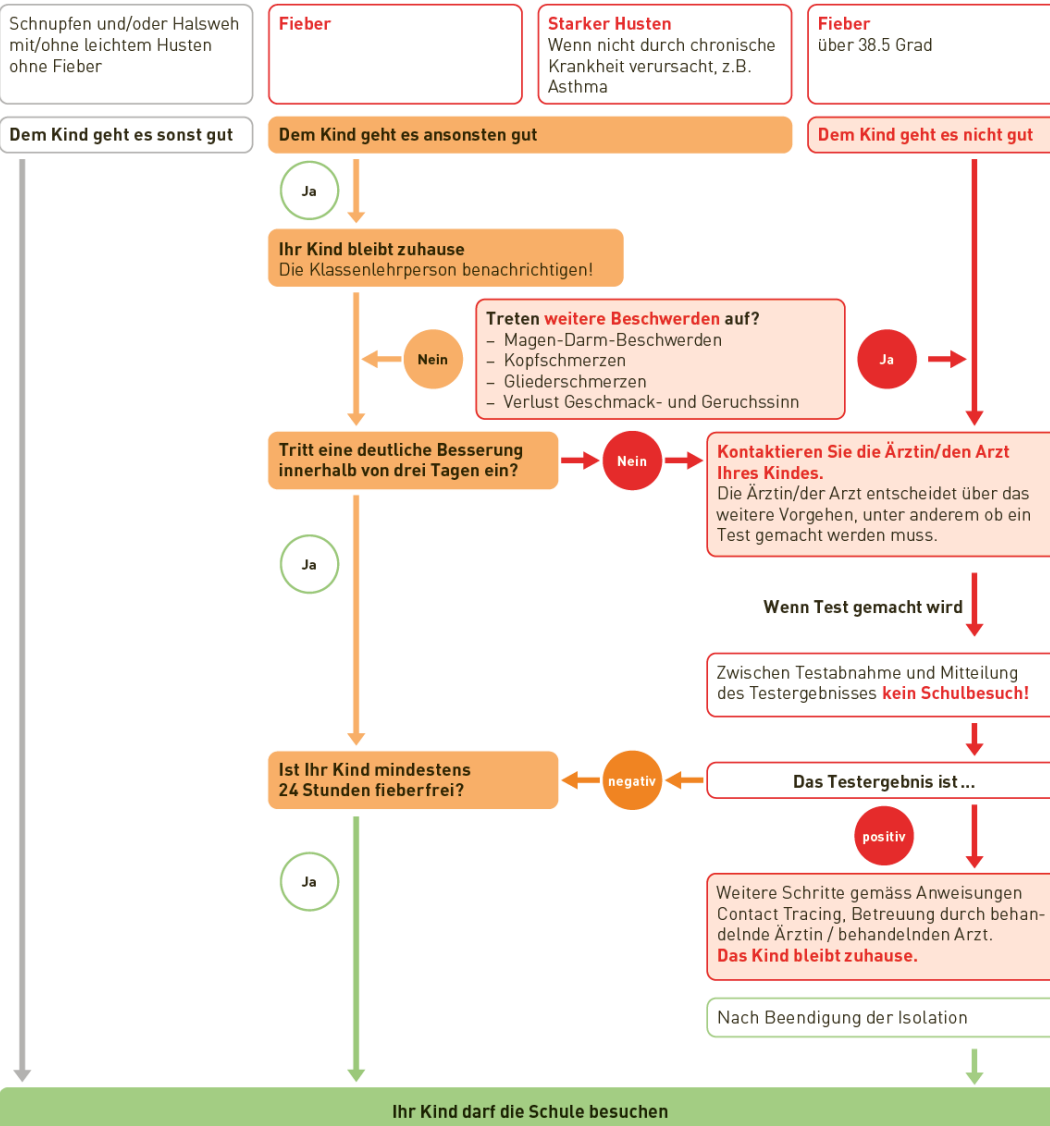 Schnupfen und/oder Halsweh
mit/ohne leichtem Husten
ohne Fieber
Fieber
Starker Husten
Wenn nicht durch chronische
Krankheit verursacht, z.B.
Asthma
Fieber
über 38.5 Grad
Dem Kind geht es sonst gut
Dem Kind geht es ansonsten gut
Dem Kind geht es nicht gut
Ja
Ihr Kind bleibt zuhause
Die Klassenlehrperson benachrichtigen!
Nein
Treten weitere Beschwerden auf?
– Magen-Darm-Beschwerden
– Kopfschmerzen
– Gliederschmerzen
– Verlust Geschmack- und Geruchssinn
Ja
Tritt eine deutliche Besserung
innerhalb von drei Tagen ein?
Nein
Kontaktieren Sie die Ärztin/den Arzt
Ihres Kindes.
Die Ärztin/der Arzt entscheidet über das
weitere Vorgehen, unter anderem ob ein
Test gemacht werden muss.
Ja
Wenn Test gemacht wird
Zwischen Testabnahme und Mitteilung
des Testergebnisses kein Schulbesuch!
Ist Ihr Kind mindestens
24 Stunden fieberfrei?
negativ
Das Testergebnis ist ...
positiv
Ja
Weitere Schritte gemäss Anweisungen
Contact Tracing, Betreuung durch behan-
delnde Ärztin / behandelnden Arzt.
Das Kind bleibt zuhause.
Nach Beendigung der Isolation
Ihr Kind darf die Schule besuchen